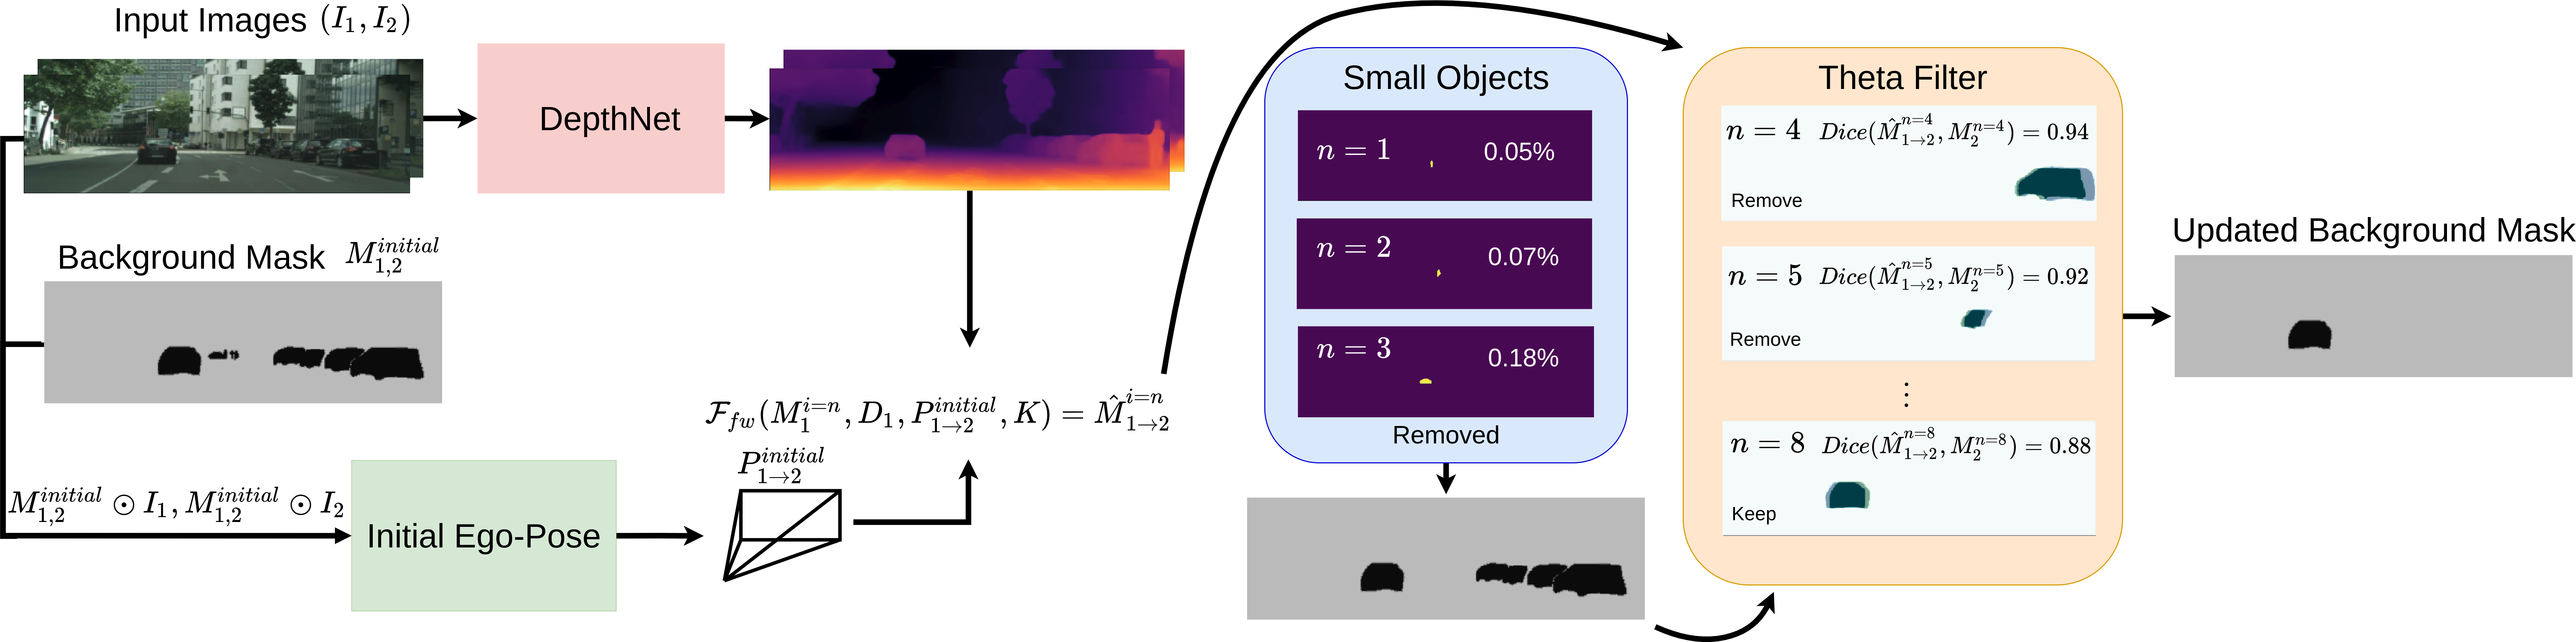 Input Images $(I_1, I_2)$
DepthNet
Background Mask $M_{1,2}^{initial}$
$M_{1,2}^{initial} \odot I_1, M_{1,2}^{initial} \odot I_2$
Initial Ego-Pose
$P_{1\to2}^{initial}$
$\mathcal{F}_{fw}(M_1^{i=n}, D_1, P_{1\to2}^{initial}, K) = \hat{M}_{1\to2}^{i=n}$
Small Objects
$n = 1$ 0.05%
$n = 2$ 0.07%
$n = 3$ 0.18%
Removed
Theta Filter
$n = 4$ $Dice(\hat{M}_{1\to2}^{n=4}, M_2^{n=4}) = 0.94$
Remove
$n = 5$ $Dice(\hat{M}_{1\to2}^{n=5}, M_2^{n=5}) = 0.92$
Remove
⋮
$n = 8$ $Dice(\hat{M}_{1\to2}^{n=8}, M_2^{n=8}) = 0.88$
Keep
Updated Background Mask